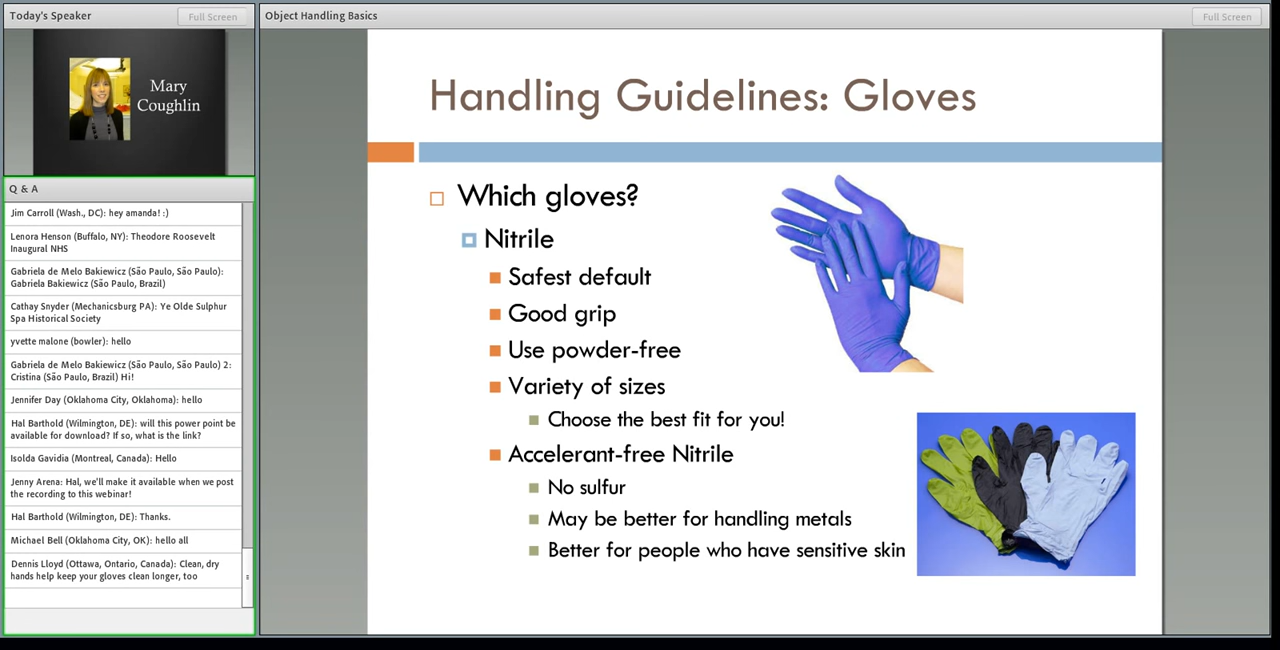 Today's Speaker
Full Screen
Mary
Coughlin
Q & A
Jim Carroll (Wash., DC): hey amanda! :)
Lenora Henson (Buffalo, NY): Theodore Roosevelt
Inaugural NHS
Gabriela de Melo Bakiewicz (São Paulo, São Paulo):
Gabriela Bakiewicz (São Paulo, Brazil)
Cathay Snyder (Mechanicsburg PA): Ye Olde Sulphur
Spa Historical Society
yvette malone (bowler): hello
Gabriela de Melo Bakiewicz (São Paulo, São Paulo) 2:
Cristina (São Paulo, Brazil) Hi!
Jennifer Day (Oklahoma City, Oklahoma): hello
Hal Barthold (Wilmington, DE): will this power point be
available for download? If so, what is the link?
Isolda Gavidia (Montreal, Canada): Hello
Jenny Arena: Hal, we'll make it available when we post
the recording to this webinar!
Hal Barthold (Wilmington, DE): Thanks.
Michael Bell (Oklahoma City, OK): hello all
Dennis Lloyd (Ottawa, Ontario, Canada): Clean, dry
hands help keep your gloves clean longer, too
Object Handling Basics
Full Screen
Handling Guidelines: Gloves
Which gloves?
Nitrile
Safest default
Good grip
Use powder-free
Variety of sizes
Choose the best fit for you!
Accelerant-free Nitrile
No sulfur
May be better for handling metals
Better for people who have sensitive skin